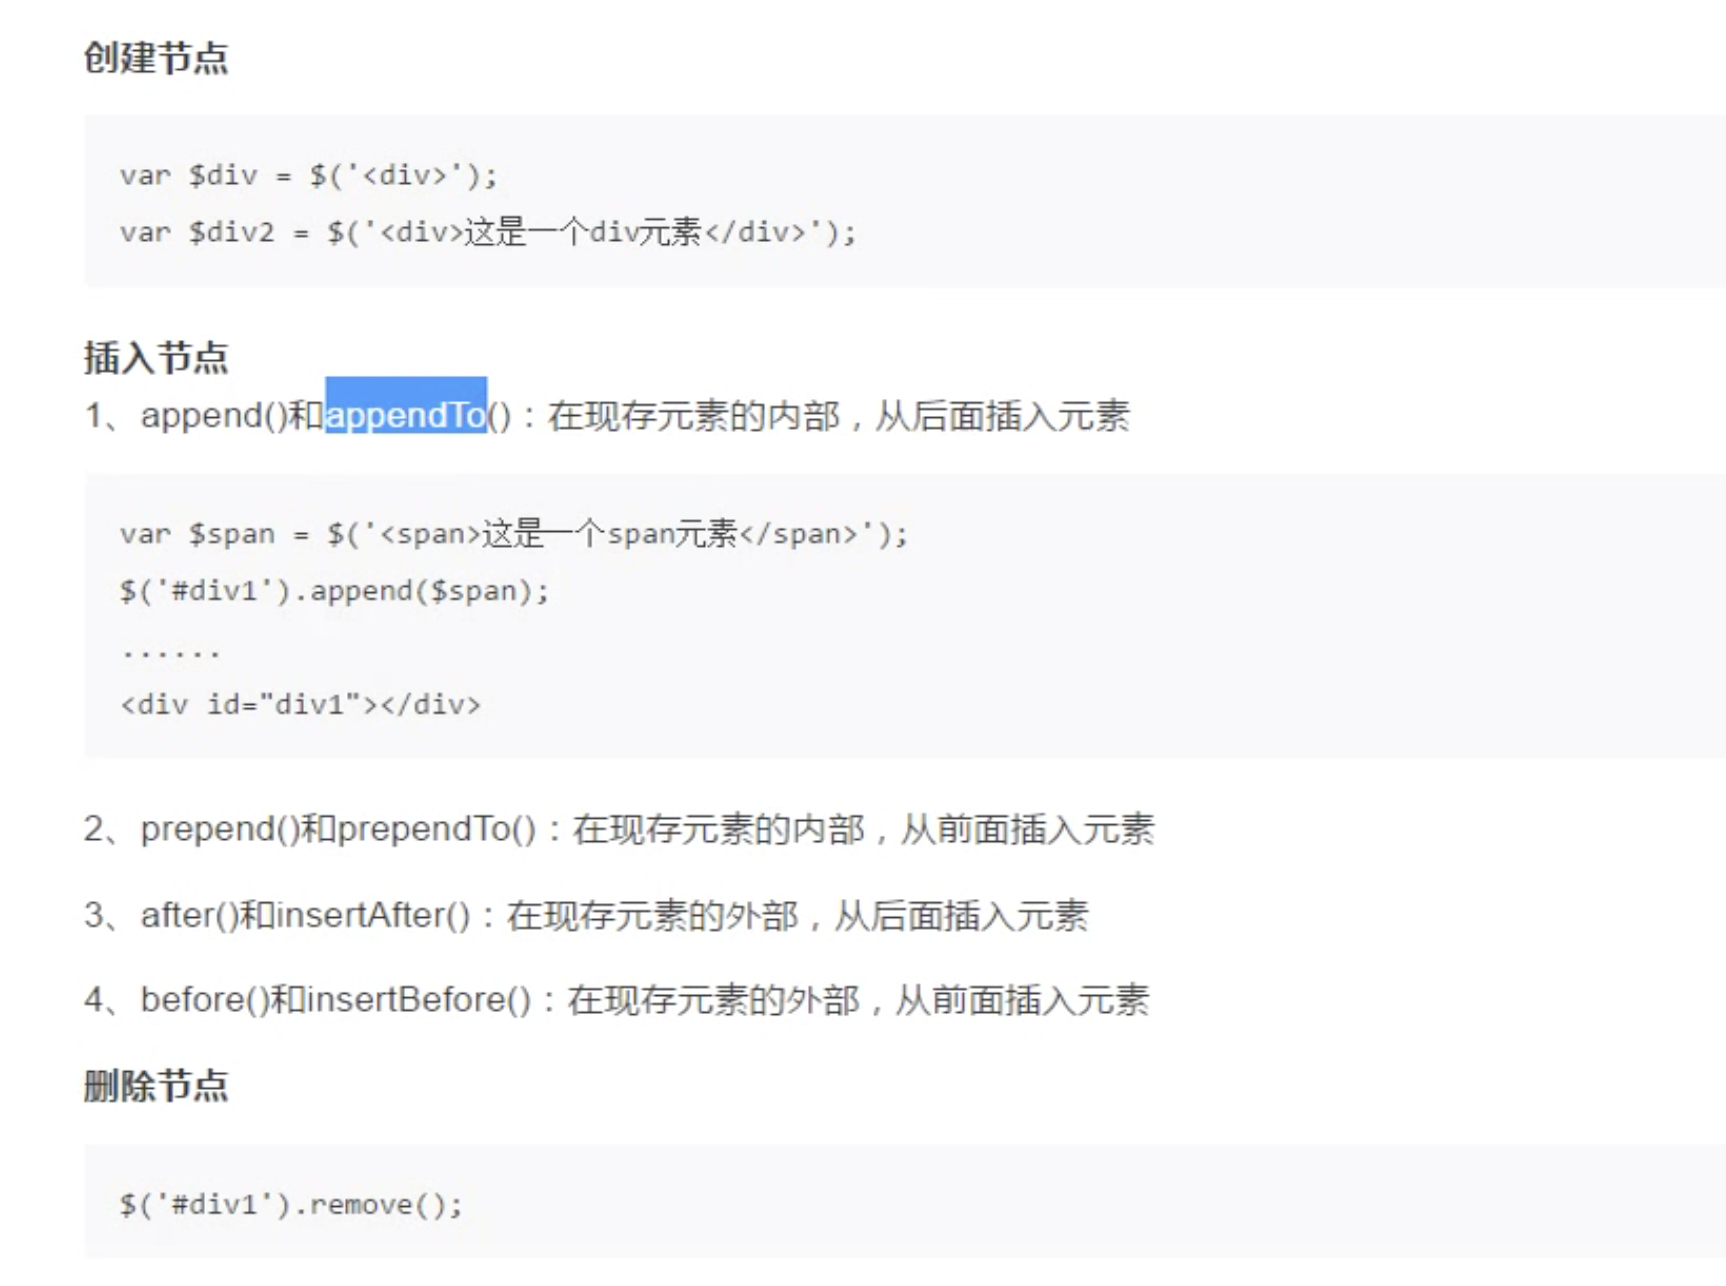 创建节点
var $div = $('<div>');
var $div2 = $('<div>这是一个div元素</div>');
插入节点
1、append()和appendTo()：在现存元素的内部，从后面插入元素
var $span = $('<span>这是一个span元素</span>');
$('#div1').append($span);
......
<div id="div1"></div>
2、prepend()和prependTo()：在现存元素的内部，从前面插入元素
3、after()和insertAfter()：在现存元素的外部，从后面插入元素
4、before()和insertBefore()：在现存元素的外部，从前面插入元素
删除节点
$('#div1').remove();